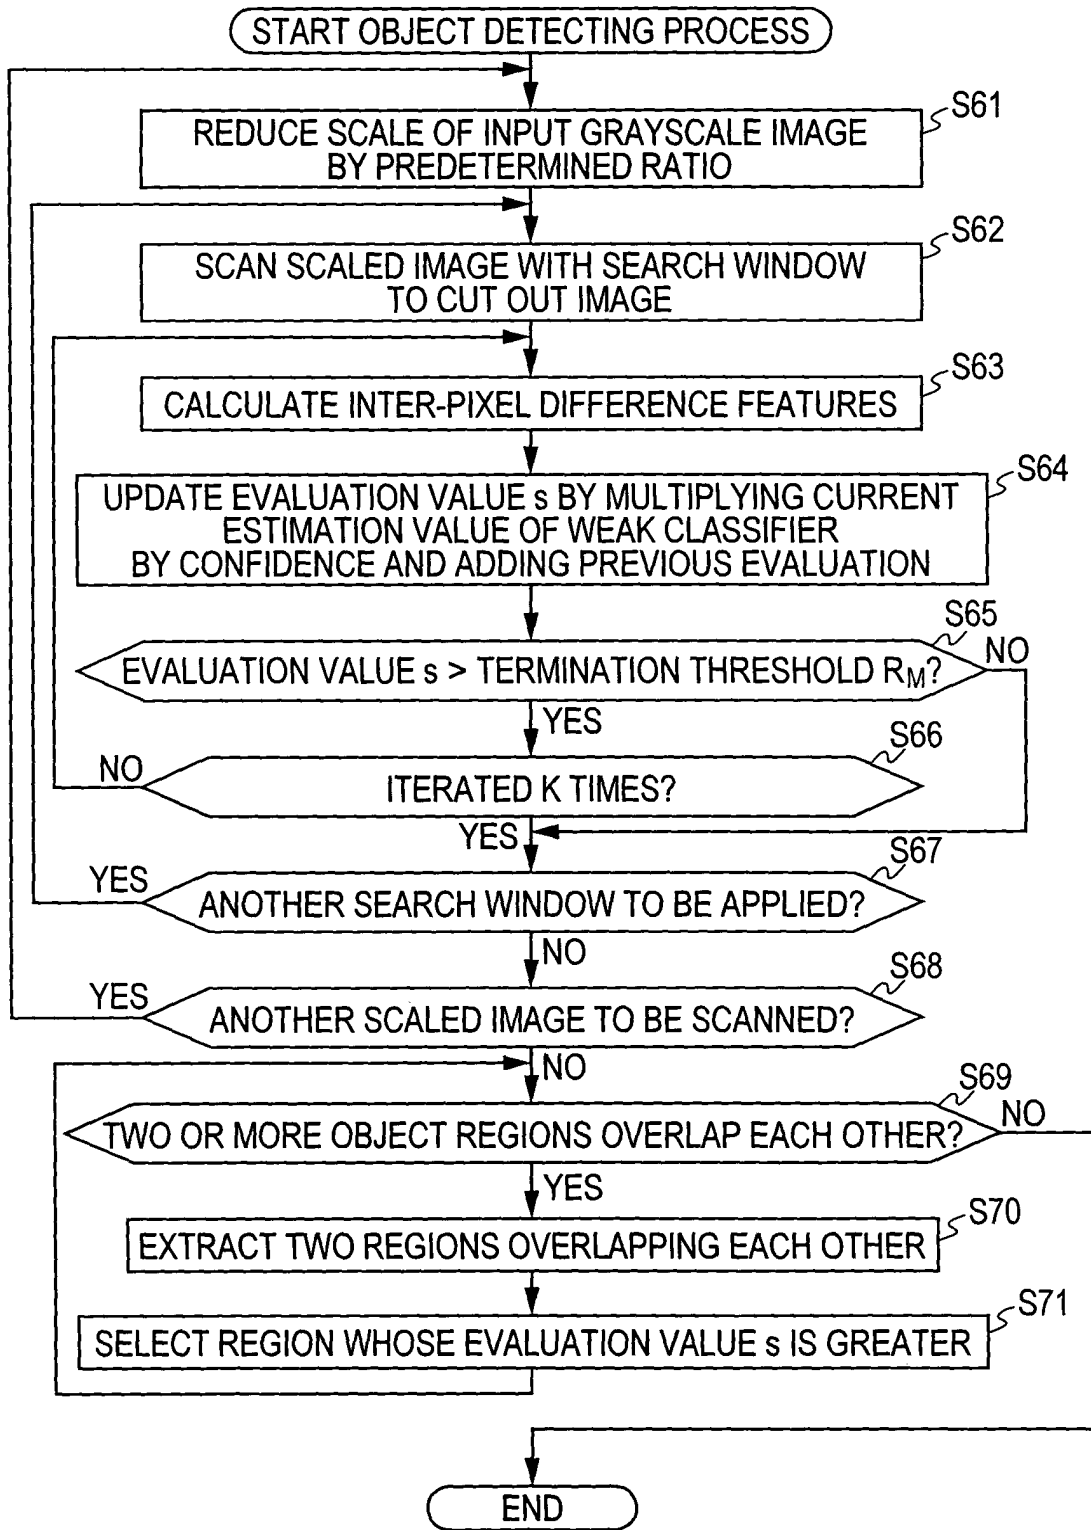 START OBJECT DETECTING PROCESS
S61
REDUCE SCALE OF INPUT GRAYSCALE IMAGE
BY PREDETERMINED RATIO
S62
SCAN SCALED IMAGE WITH SEARCH WINDOW
TO CUT OUT IMAGE
S63
CALCULATE INTER-PIXEL DIFFERENCE FEATURES
S64
UPDATE EVALUATION VALUE s BY MULTIPLYING CURRENT
ESTIMATION VALUE OF WEAK CLASSIFIER
BY CONFIDENCE AND ADDING PREVIOUS EVALUATION
S65
EVALUATION VALUE s > TERMINATION THRESHOLD RM?
NO
YES
S66
NO
ITERATED K TIMES?
YES
S67
YES
ANOTHER SEARCH WINDOW TO BE APPLIED?
NO
S68
YES
ANOTHER SCALED IMAGE TO BE SCANNED?
NO
S69
TWO OR MORE OBJECT REGIONS OVERLAP EACH OTHER?
NO
YES
S70
EXTRACT TWO REGIONS OVERLAPPING EACH OTHER
S71
SELECT REGION WHOSE EVALUATION VALUE s IS GREATER
END